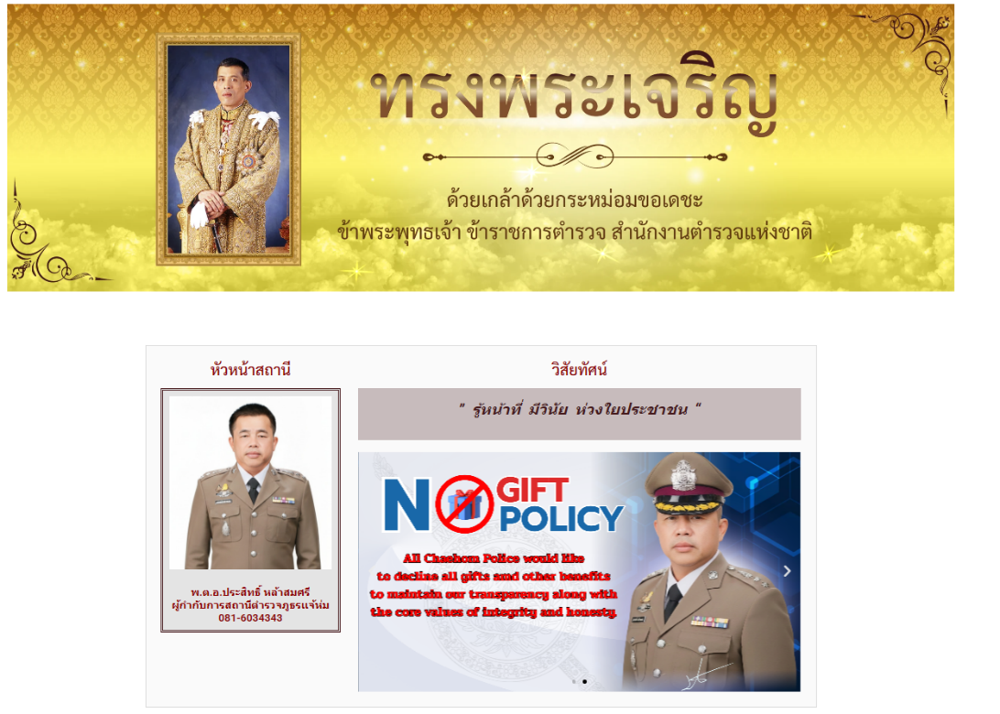 ทรงพระเจริญ
ด้วยเกล้าด้วยกระหม่อมขอเดชะ
ข้าพระพุทธเจ้า ข้าราชการตำรวจ สำนักงานตำรวจแห่งชาติ
หัวหน้าสถานี
พ.ต.อ.ประสิทธิ์ หล้าสมศรี
ผู้กำกับการสถานีตำรวจภูธรแจ้ห่ม
081-6034343
วิสัยทัศน์
" รู้หน้าที่ มีวินัย ห่วงใยประชาชน “
NO GIFT
POLICY
All Chaehom Police would like
to decline all gifts and other benefits
to maintain our transparency along with
the core values of integrity and honesty.